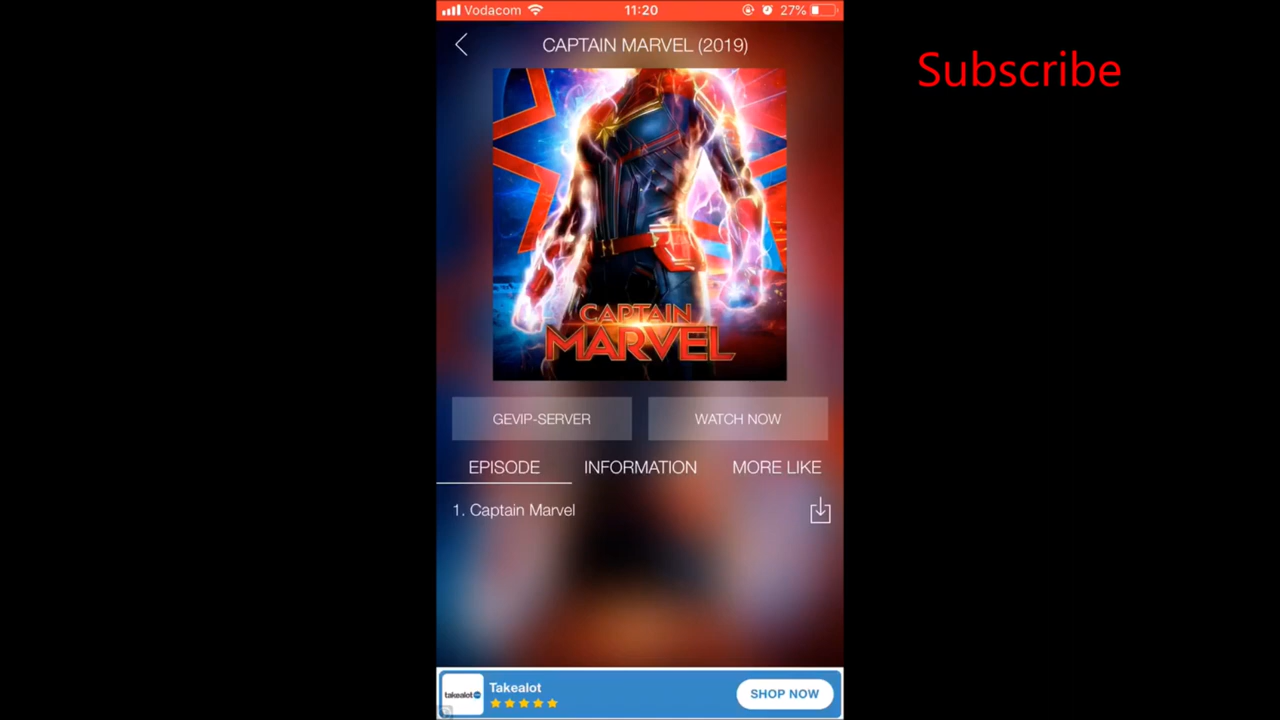 Vodacom 11:20 27%
CAPTAIN MARVEL (2019)
Subscribe
CAPTAIN
MARVEL
GEVIP-SERVER WATCH NOW
EPISODE INFORMATION MORE LIKE
1. Captain Marvel
takealot
Takealot
SHOP NOW